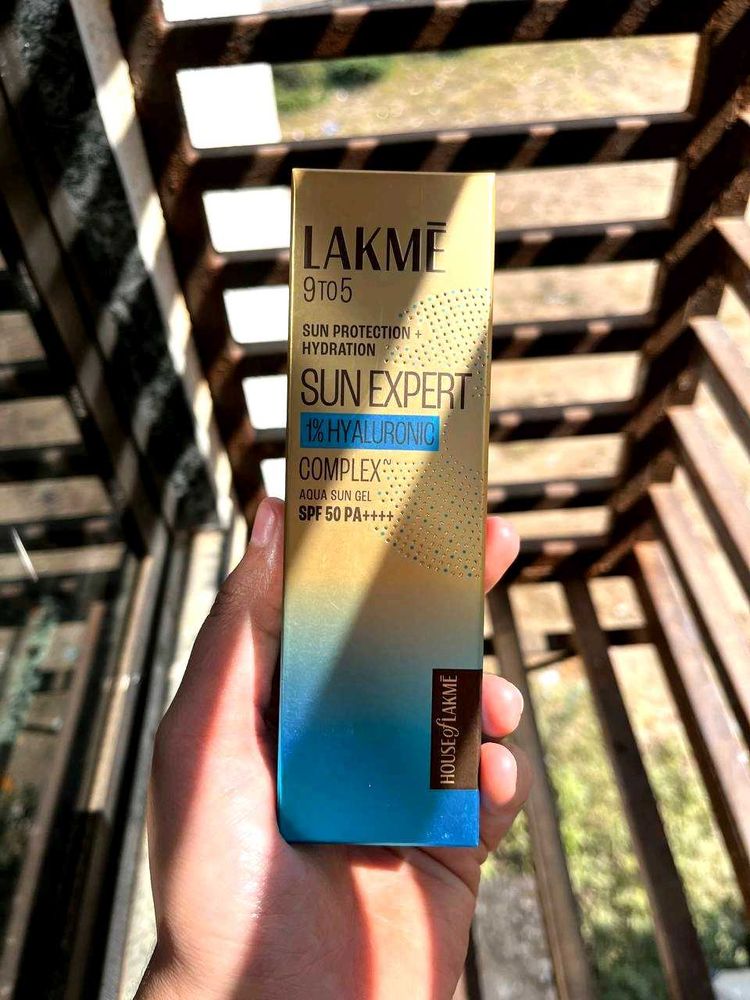 LAKMĒ
9TO5
SUN PROTECTION +
HYDRATION
SUN EXPERT
1% HYALURONIC
COMPLEX~
AQUA SUN GEL
SPF 50 PA++++
HOUSE of LAKMĒ